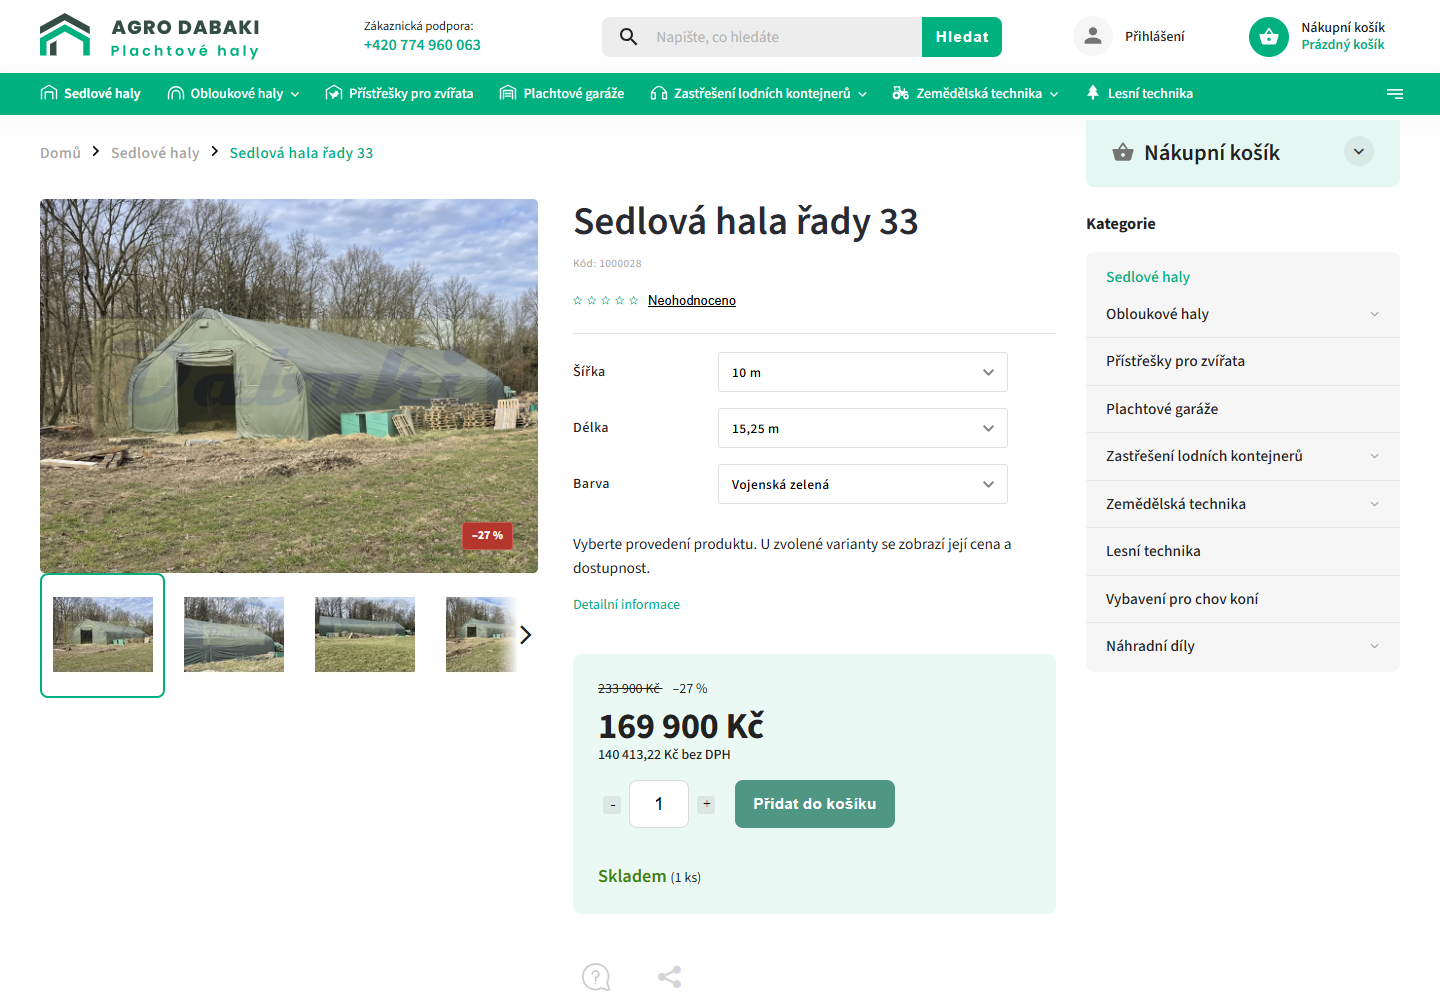 AGRO DABAKI
Plachtové haly
Zákaznická podpora:
+420 774 960 063
Napište, co hledáte
Hledat
Přihlášení
Nákupní košík
Prázdný košík
Sedlové haly
Obloukové haly
Přístřešky pro zvířata
Plachtové garáže
Zastřešení lodních kontejnerů
Zemědělská technika
Lesní technika
Domů
Sedlové haly
Sedlová hala řady 33
Dabaki
–27 %
Sedlová hala řady 33
Kód: 1000028
Neohodnoceno
Šířka
10 m
Délka
15,25 m
Barva
Vojenská zelená
Vyberte provedení produktu. U zvolené varianty se zobrazí její cena a
dostupnost.
Detailní informace
233 900 Kč –27 %
169 900 Kč
140 413,22 Kč bez DPH
- 1 +
Přidat do košíku
Skladem (1 ks)
Nákupní košík
Kategorie
Sedlové haly
Obloukové haly
Přístřešky pro zvířata
Plachtové garáže
Zastřešení lodních kontejnerů
Zemědělská technika
Lesní technika
Vybavení pro chov koní
Náhradní díly